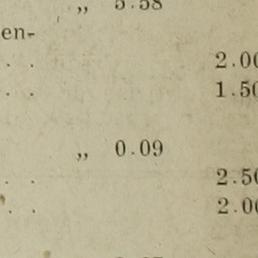 „ 5.58
en-
. . 2.00
. . 1.50
„ 0.09
. . 2.50
. . 2.00